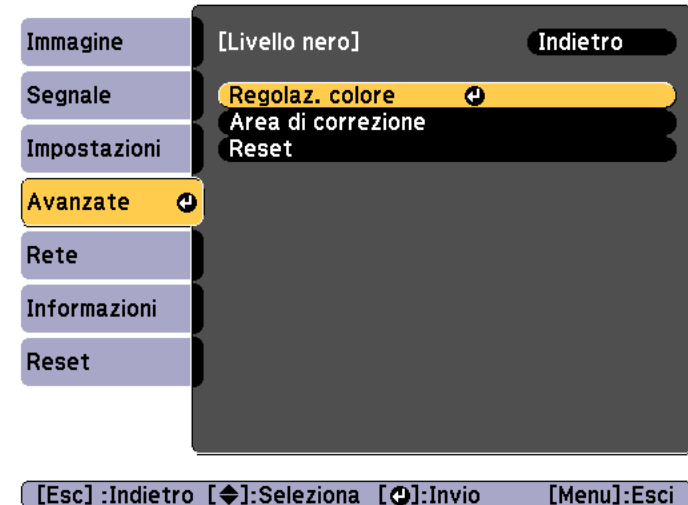 Immagine
Segnale
Impostazioni
Avanzate
Rete
Informazioni
Reset
[Livello nero] Indietro
Regolaz. colore
Area di correzione
Reset
[Esc] :Indietro [◆]:Seleziona [⏎]:Invio [Menu]:Esci